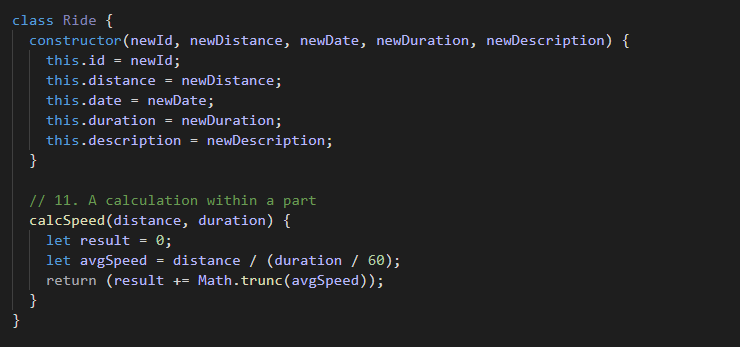 class Ride {
  constructor(newId, newDistance, newDate, newDuration, newDescription) {
    this.id = newId;
    this.distance = newDistance;
    this.date = newDate;
    this.duration = newDuration;
    this.description = newDescription;
  }

  // 11. A calculation within a part
  calcSpeed(distance, duration) {
    let result = 0;
    let avgSpeed = distance / (duration / 60);
    return (result += Math.trunc(avgSpeed));
  }
}